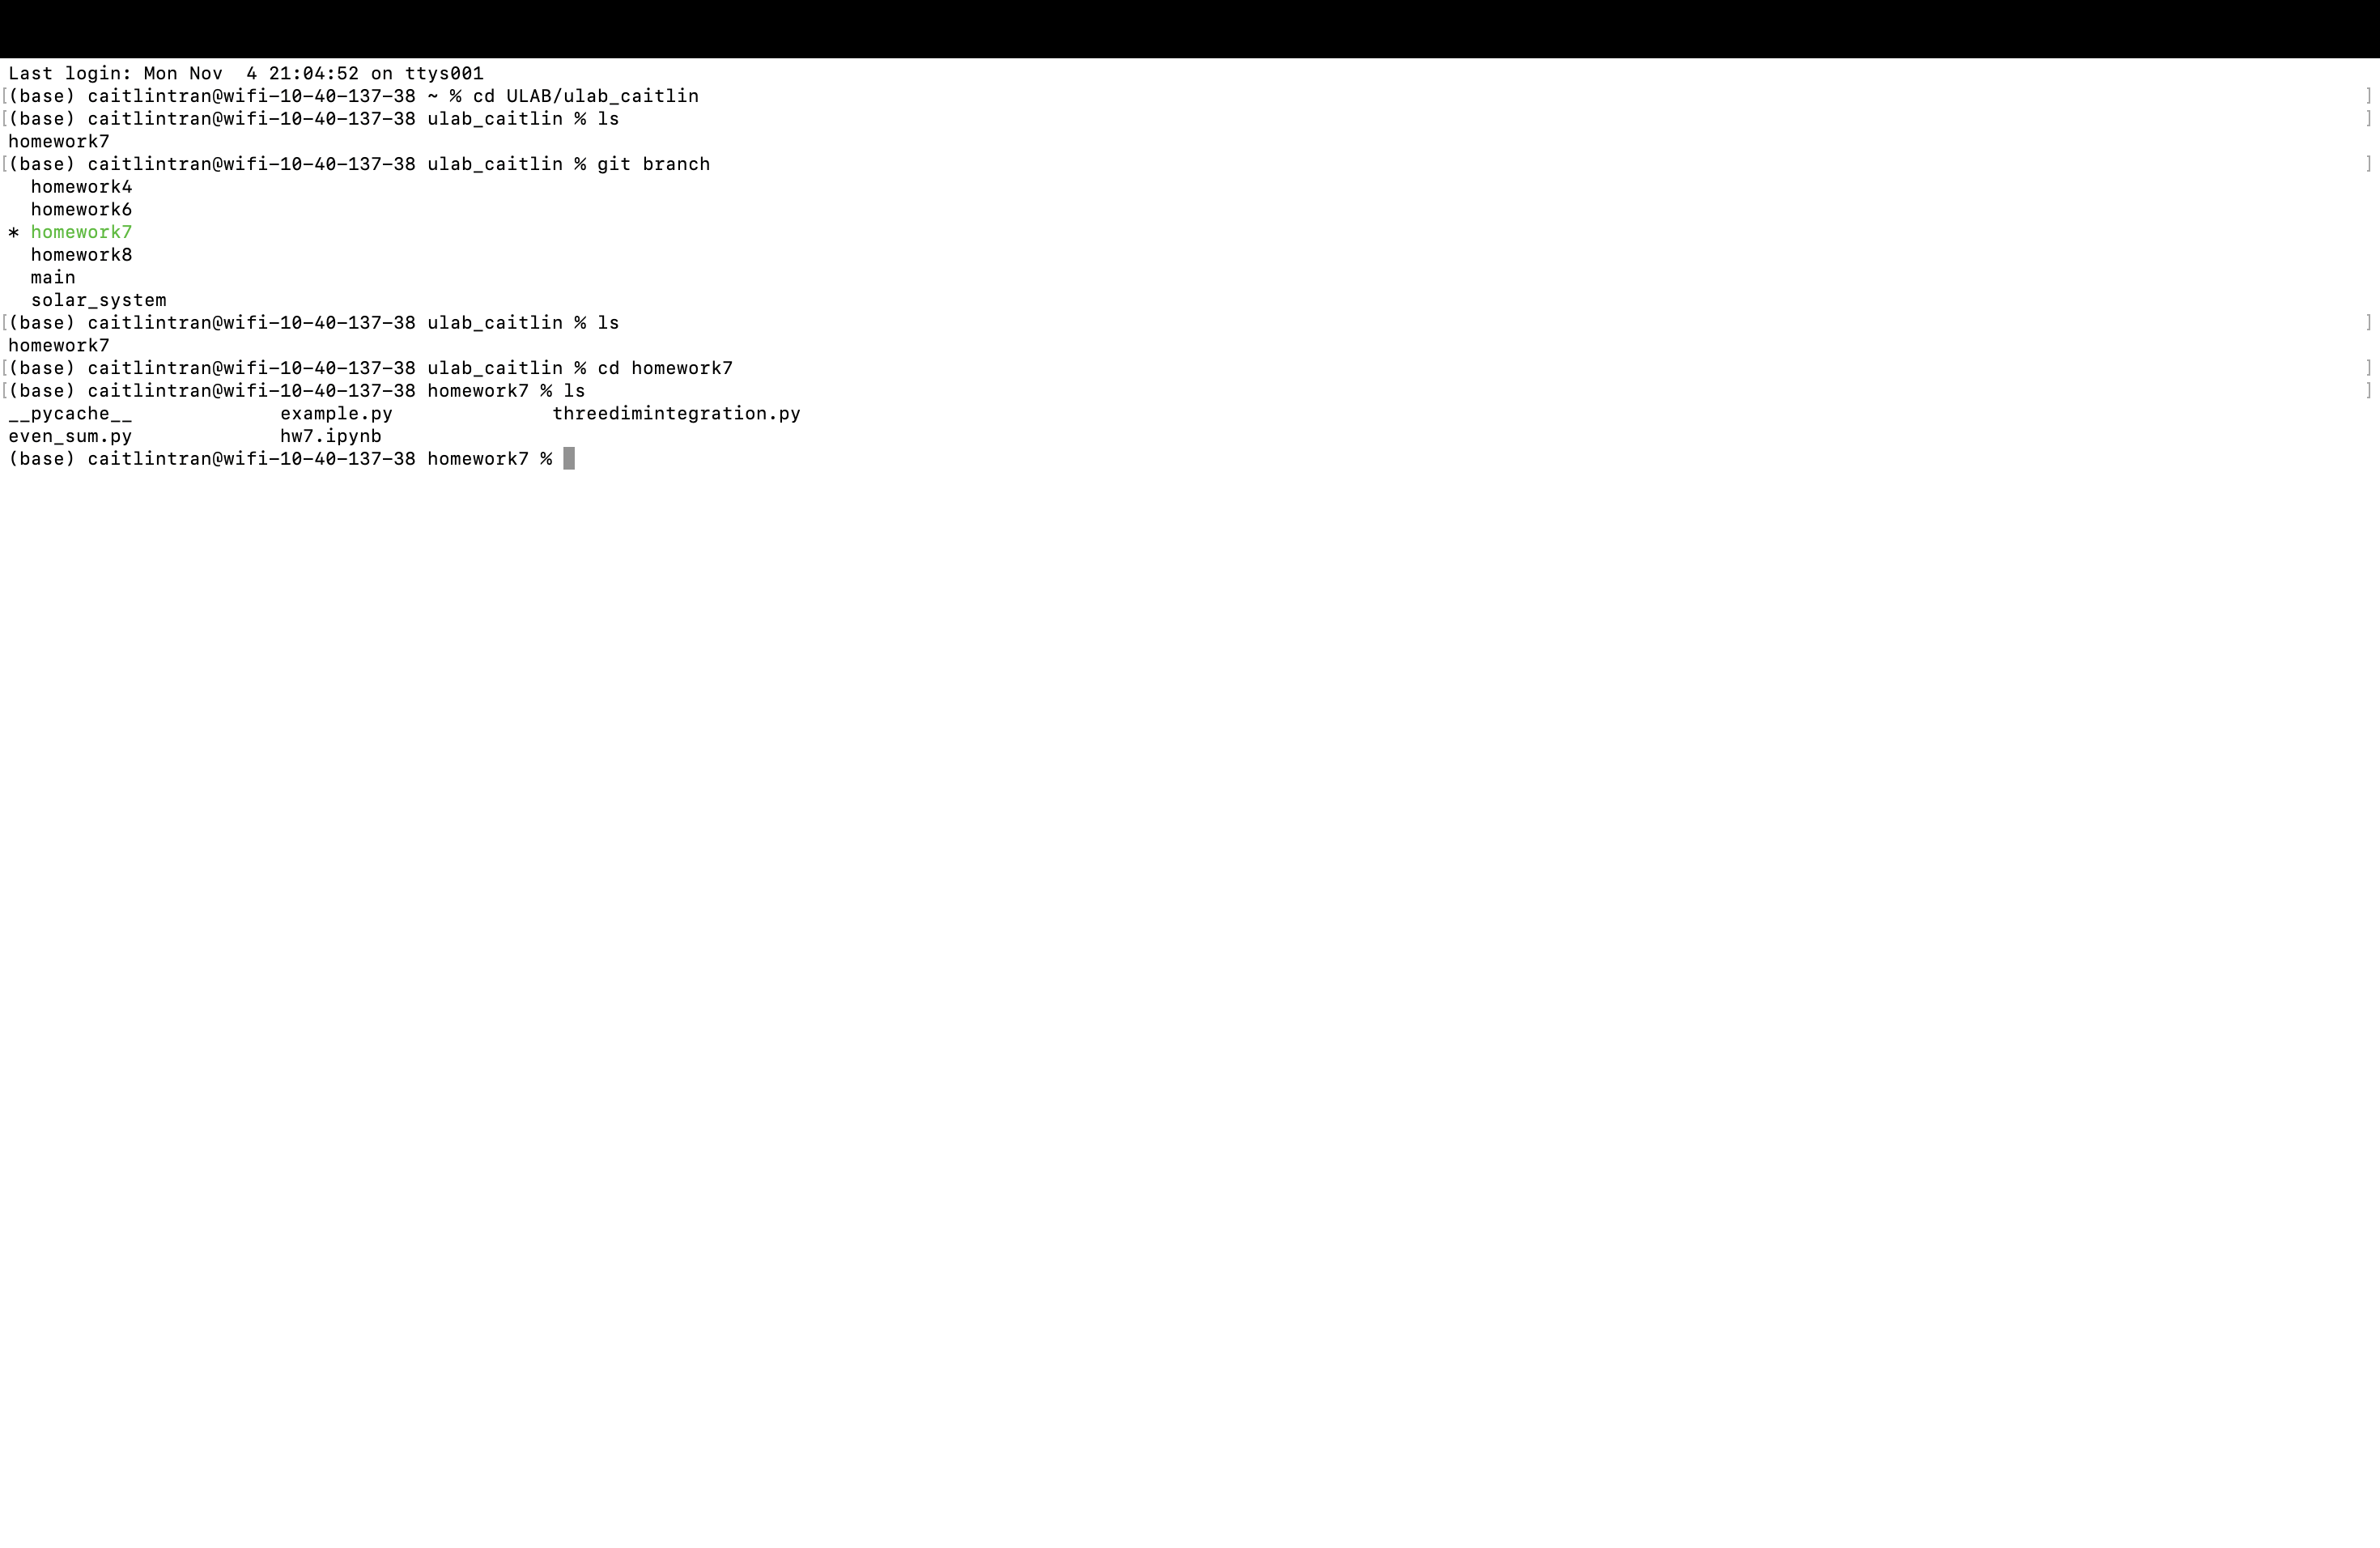 Last login: Mon Nov  4 21:04:52 on ttys001
[(base) caitlintran@wifi-10-40-137-38 ~ % cd ULAB/ulab_caitlin ]
[(base) caitlintran@wifi-10-40-137-38 ulab_caitlin % ls ]
homework7
[(base) caitlintran@wifi-10-40-137-38 ulab_caitlin % git branch ]
  homework4
  homework6
* homework7
  homework8
  main
  solar_system
[(base) caitlintran@wifi-10-40-137-38 ulab_caitlin % ls ]
homework7
[(base) caitlintran@wifi-10-40-137-38 ulab_caitlin % cd homework7 ]
[(base) caitlintran@wifi-10-40-137-38 homework7 % ls ]
__pycache__             example.py              threedimintegration.py
even_sum.py             hw7.ipynb
(base) caitlintran@wifi-10-40-137-38 homework7 %